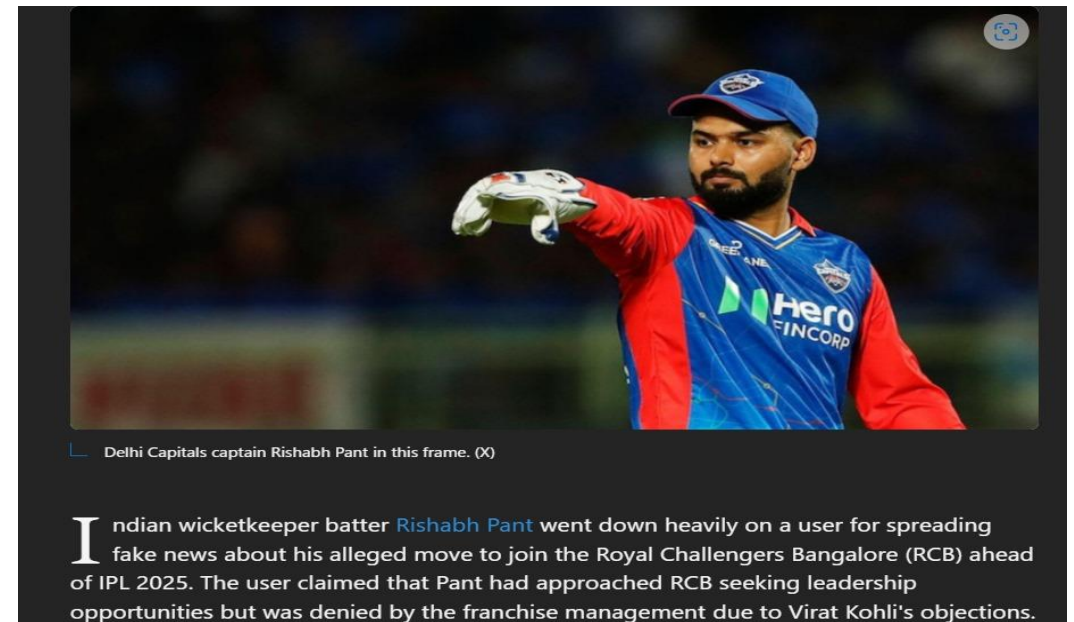 GREE PANEL
Hero
FINCORP
Delhi Capitals captain Rishabh Pant in this frame. (X)
Indian wicketkeeper batter Rishabh Pant went down heavily on a user for spreading
fake news about his alleged move to join the Royal Challengers Bangalore (RCB) ahead
of IPL 2025. The user claimed that Pant had approached RCB seeking leadership
opportunities but was denied by the franchise management due to Virat Kohli's objections.